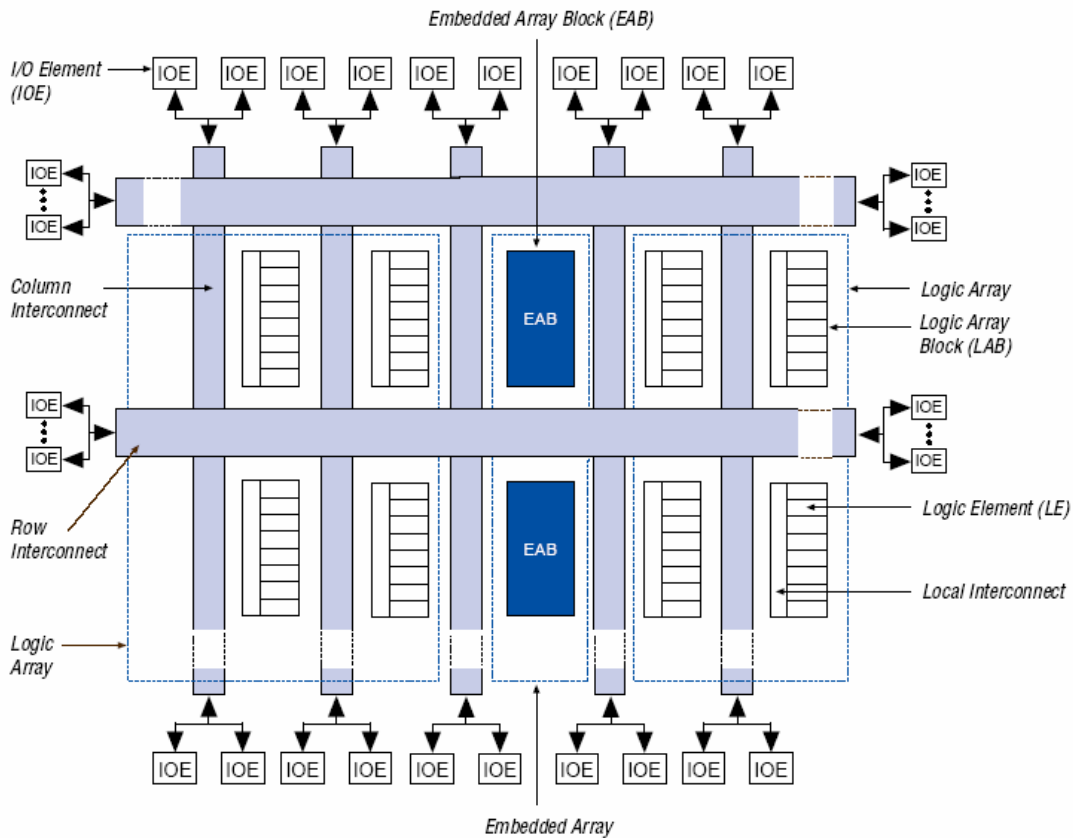 Embedded Array Block (EAB)
I/O Element
(IOE)
IOE IOE IOE IOE IOE IOE IOE IOE IOE IOE
IOE
IOE
IOE
IOE
Column
Interconnect
EAB
Logic Array
Logic Array
Block (LAB)
IOE
IOE
IOE
IOE
Row
Interconnect
EAB
Logic Element (LE)
Local Interconnect
Logic
Array
IOE IOE IOE IOE IOE IOE IOE IOE IOE IOE
Embedded Array